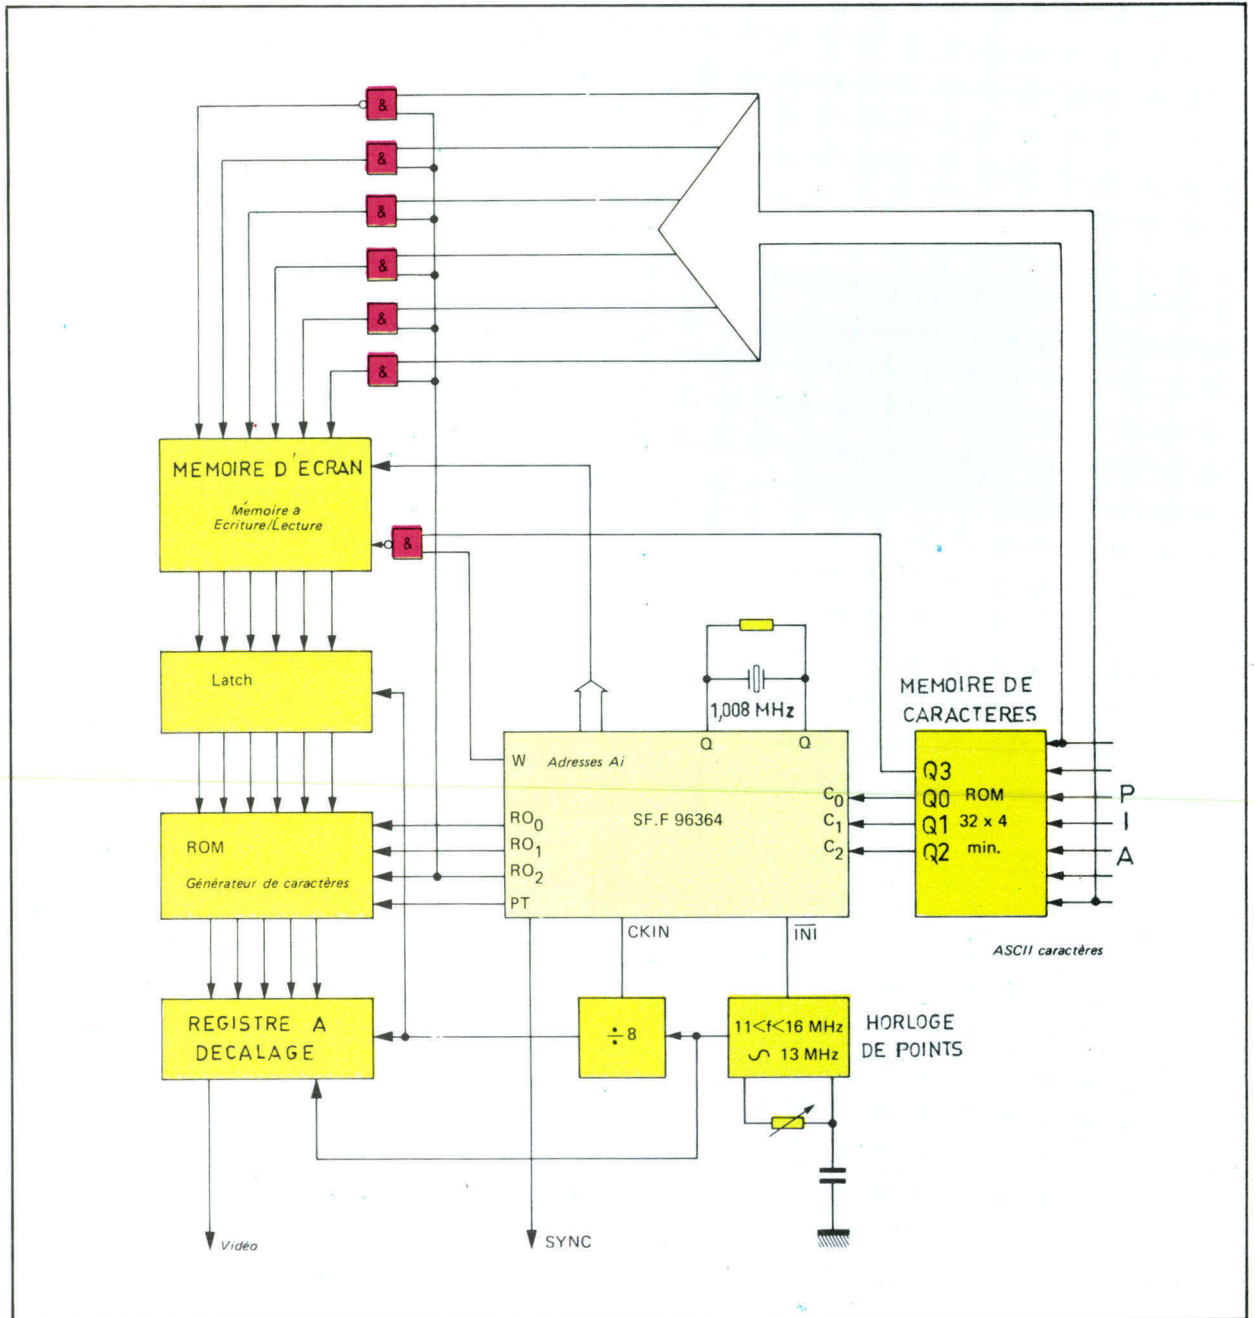 &
&
&
&
&
&
MEMOIRE D'ECRAN
Mémoire à
Ecriture/Lecture
&
Latch
1,008 MHz
MEMOIRE DE
CARACTERES
Q Q
W Adresses Ai
SF.F 96364
RO0
RO1
RO2
PT
C0
C1
C2
Q3
Q0 ROM
Q1 32 x 4
Q2 min.
P
I
A
ROM
Générateur de caractères
CKIN
INI
ASCII caractères
REGISTRE A
DECALAGE
÷8
11<f<16 MHz
∽ 13 MHz
HORLOGE
DE POINTS
Vidéo
SYNC